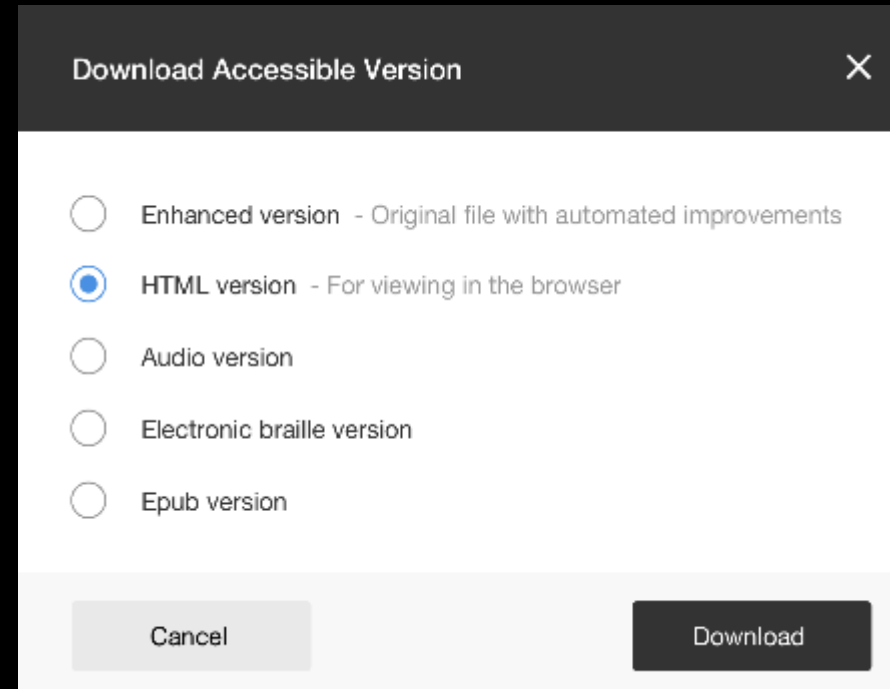 Download Accessible Version
Enhanced version - Original file with automated improvements
HTML version - For viewing in the browser
Audio version
Electronic braille version
Epub version
Cancel Download